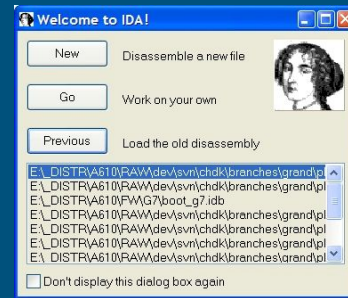 Welcome to IDA!
New Disassemble a new file
Go Work on your own
Previous Load the old disassembly
E:\_DISTR\A610\RAW\dev\svn\chdk\branches\grand\pl
E:\_DISTR\A610\RAW\dev\svn\chdk\branches\grand\pl
E:\_DISTR\A610\FW\G7\boot_g7.idb
E:\_DISTR\A610\RAW\dev\svn\chdk\branches\grand\pl
E:\_DISTR\A610\RAW\dev\svn\chdk\branches\grand\pl
E:\_DISTR\A610\RAW\dev\svn\chdk\branches\grand\pl
E:\_DISTR\A610\RAW\dev\svn\chdk\branches\grand\pl
Don't display this dialog box again